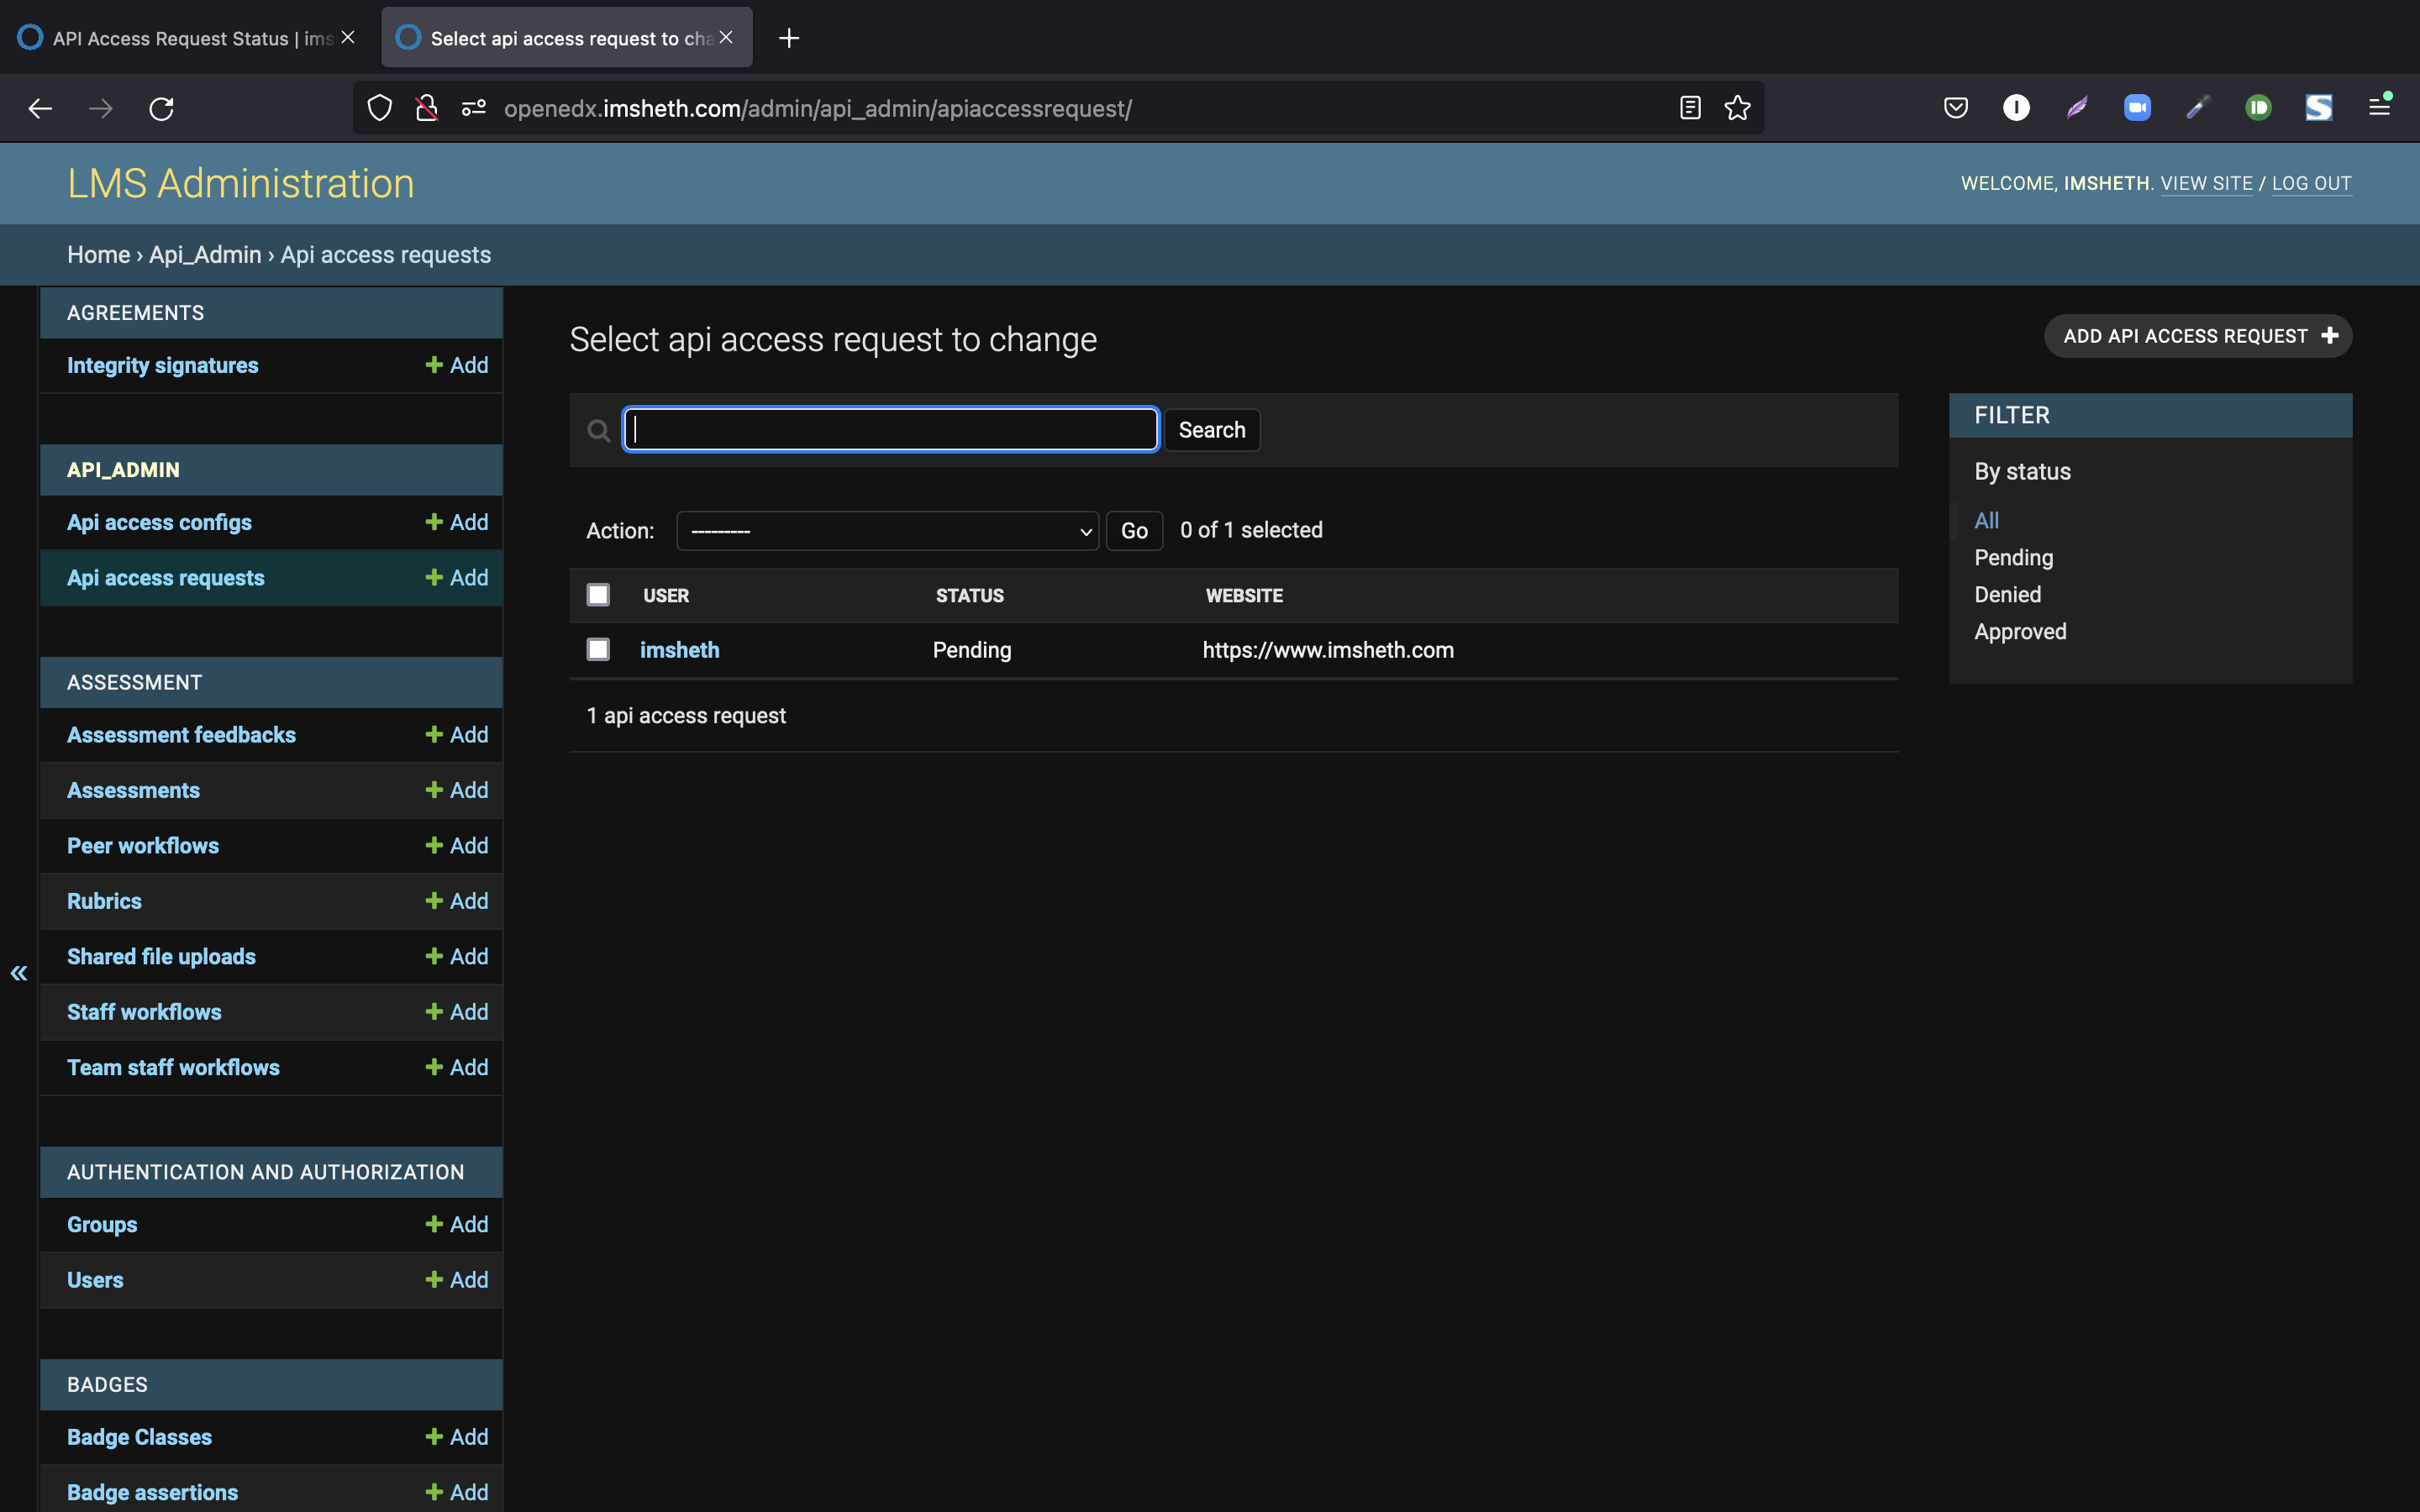 API Access Request Status | ims
Select api access request to cha
openedx.imsheth.com/admin/api_admin/apiaccessrequest/
LMS Administration
WELCOME, IMSHETH. VIEW SITE / LOG OUT
Home › Api_Admin › Api access requests
AGREEMENTS
Integrity signatures Add
API_ADMIN
Api access configs Add
Api access requests Add
ASSESSMENT
Assessment feedbacks Add
Assessments Add
Peer workflows Add
Rubrics Add
Shared file uploads Add
Staff workflows Add
Team staff workflows Add
AUTHENTICATION AND AUTHORIZATION
Groups Add
Users Add
BADGES
Badge Classes Add
Badge assertions Add
«
Select api access request to change
ADD API ACCESS REQUEST +
Search
Action: --------- Go 0 of 1 selected
USER STATUS WEBSITE
imsheth Pending https://www.imsheth.com
1 api access request
FILTER
By status
All
Pending
Denied
Approved